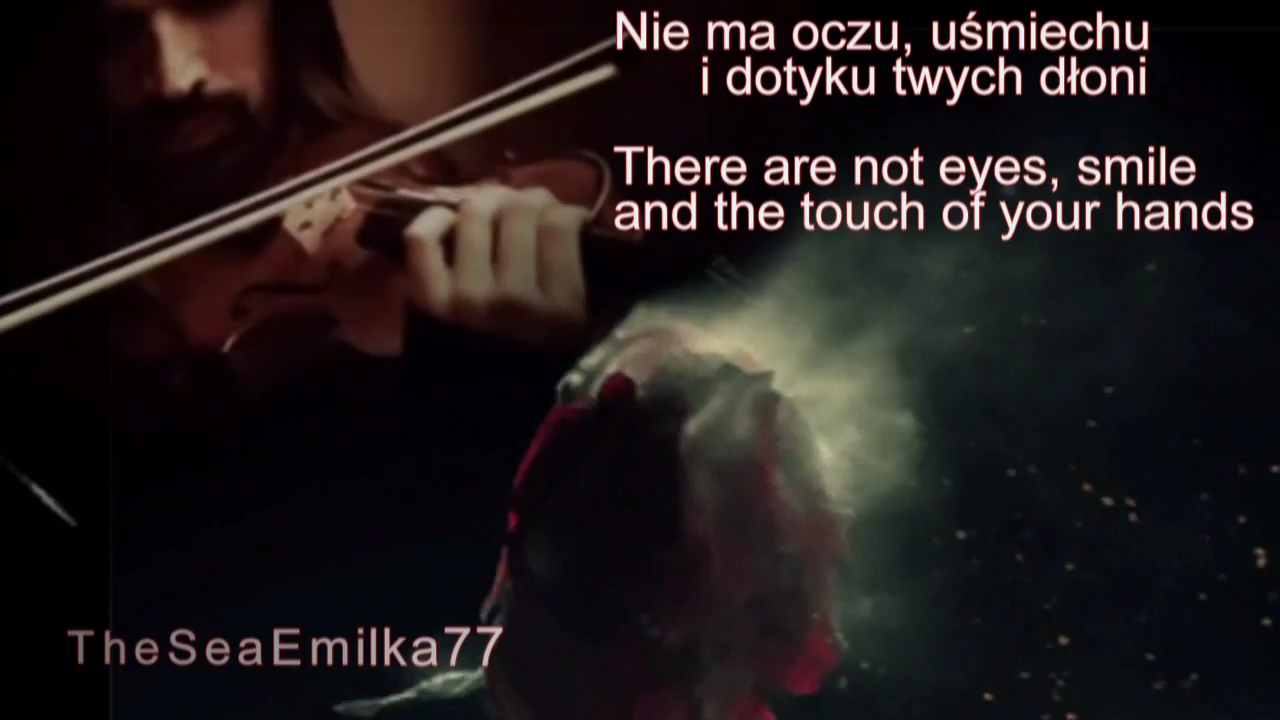 Nie ma oczu, uśmiechu
i dotyku twych dłoni
There are not eyes, smile
and the touch of your hands
TheSeaEmilka77